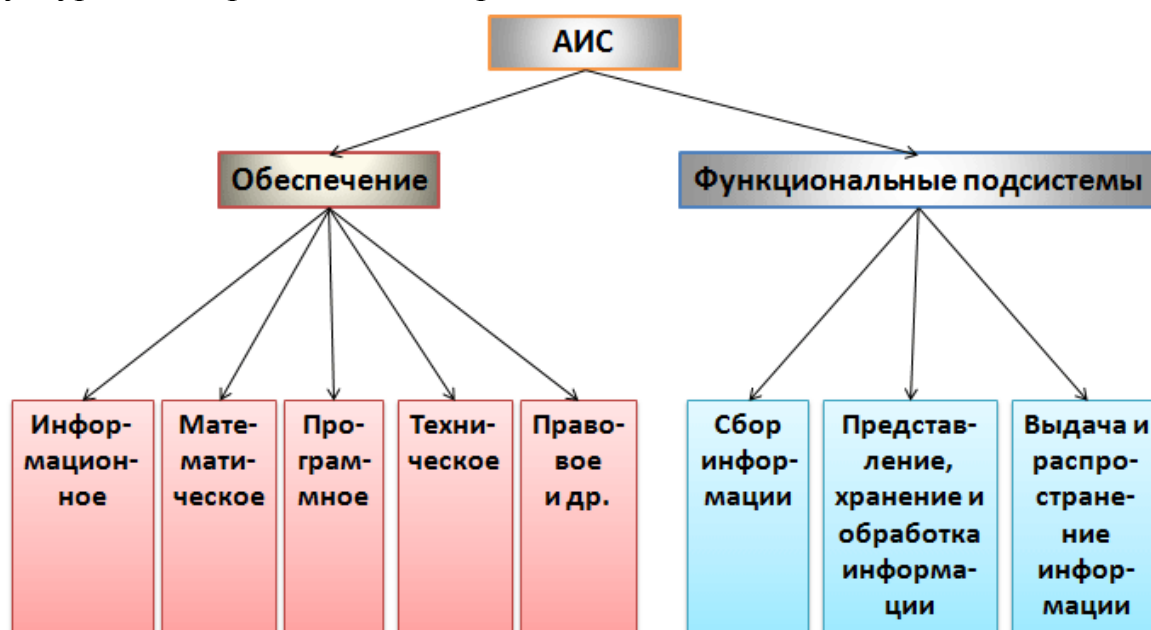 АИС
Обеспечение
Функциональные подсистемы
Инфор-
мацион-
ное
Мате-
мати-
ческое
Про-
грам-
мное
Техни-
ческое
Право-
вое
и др.
Сбор
инфор-
мации
Представ-
ление,
хранение и
обработка
информа-
ции
Выдача и
распро-
стране-
ние
инфор-
мации